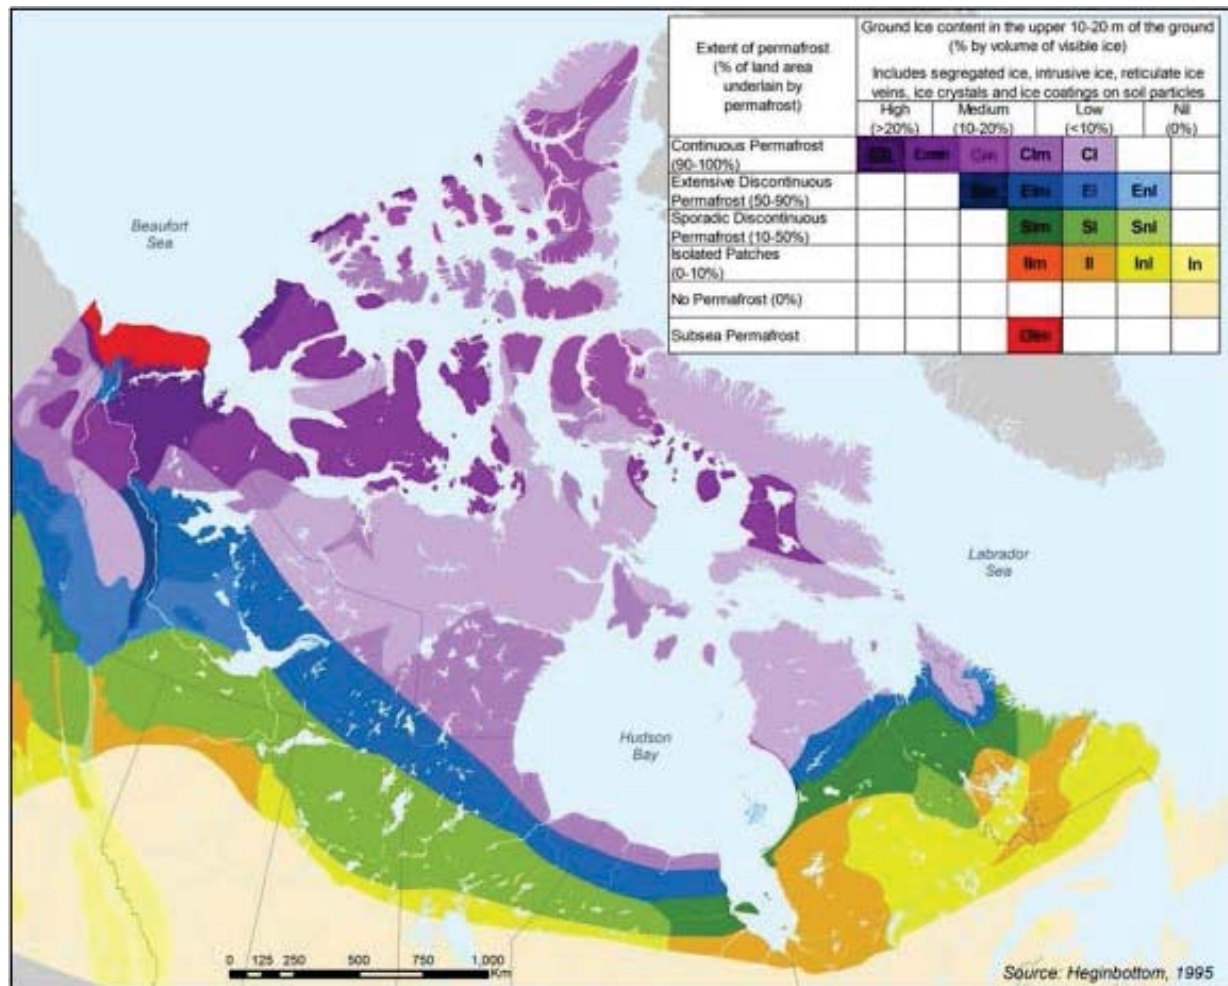 Extent of permafrost
(% of land area
underlain by
permafrost)
Ground Ice content in the upper 10-20 m of the ground
(% by volume of visible ice)
Includes segregated ice, intrusive ice, reticulate ice
veins, ice crystals and ice coatings on soil particles
High
(>20%)
Medium
(10-20%)
Low
(<10%)
Nil
(0%)
Continuous Permafrost
(90-100%)
Clm
Cl
Extensive Discontinuous
Permafrost (50-90%)
Elm
El
Enl
Sporadic Discontinuous
Permafrost (10-50%)
Slm
Sl
Snl
Isolated Patches
(0-10%)
Ilm
Il
Inl
In
No Permafrost (0%)
Subsea Permafrost
Beaufort
Sea
Labrador
Sea
Hudson
Bay
0 125 250 500 750 1,000
Km
Source: Heginbottom, 1995